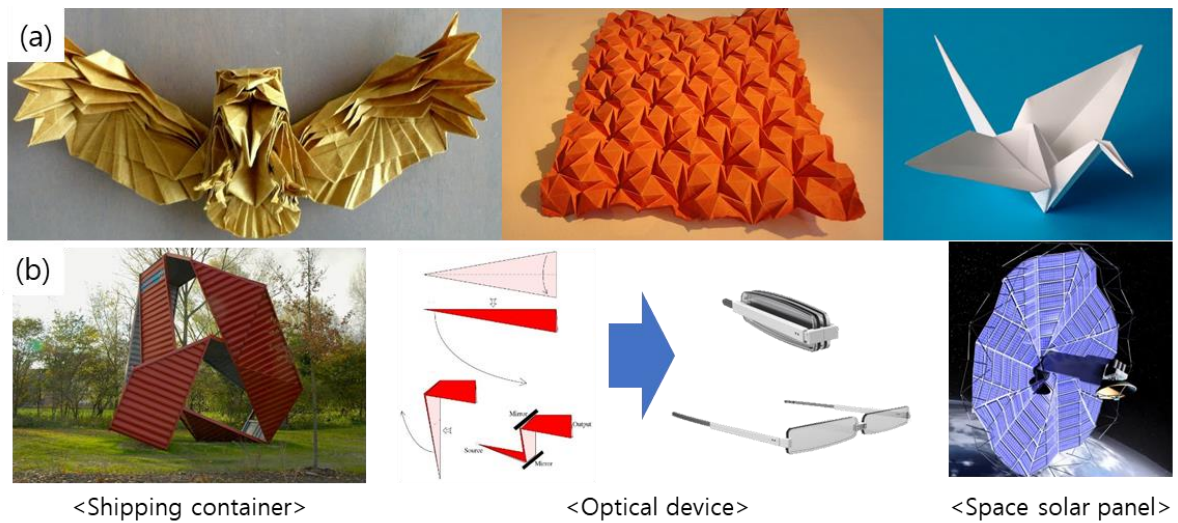 (a)
(b)
Mirror
Output
Source
Mirror
<Shipping container>
<Optical device>
<Space solar panel>